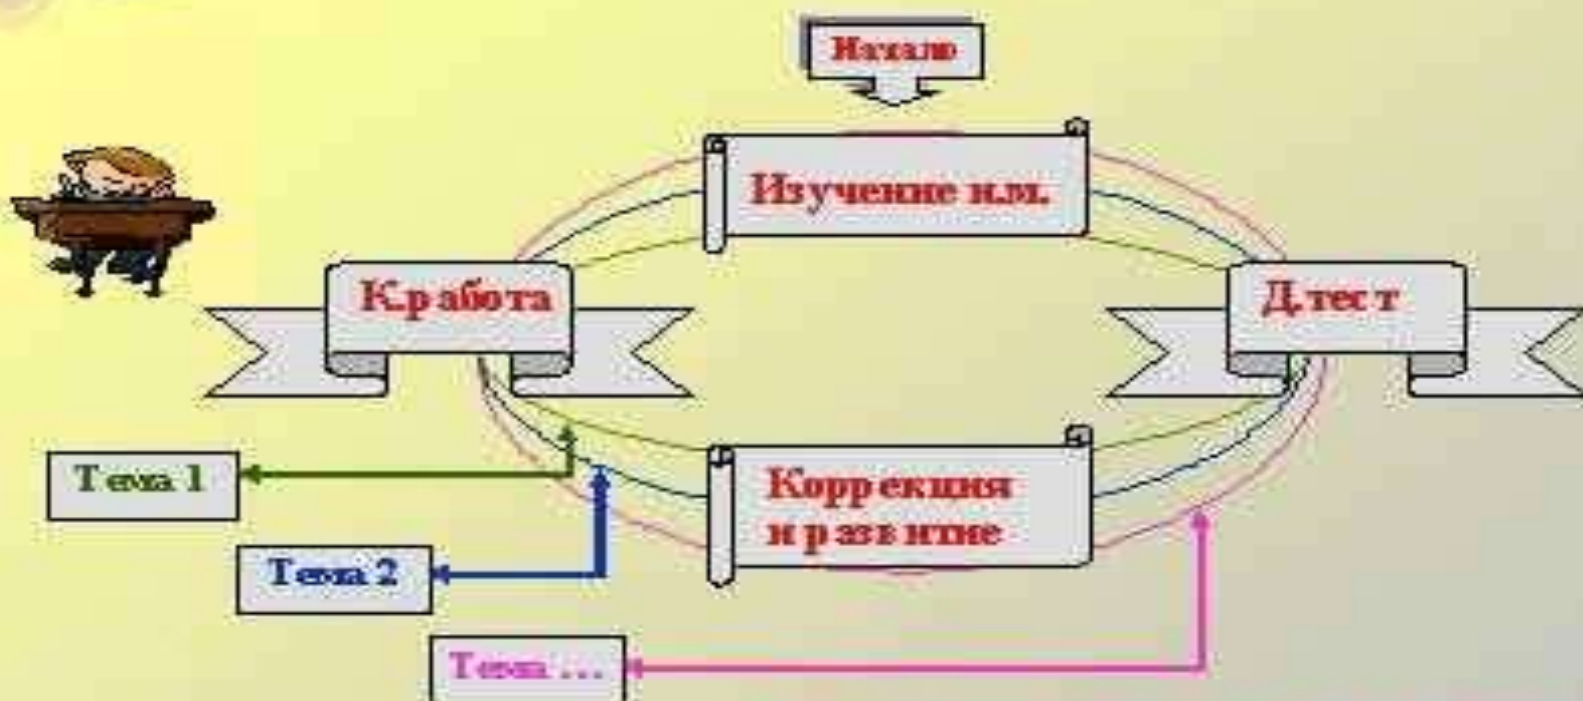 Начало
Изучение н.м.
К.работа
Д.тест
Коррекция
и развитие
Тема 1
Тема 2
Тема ...